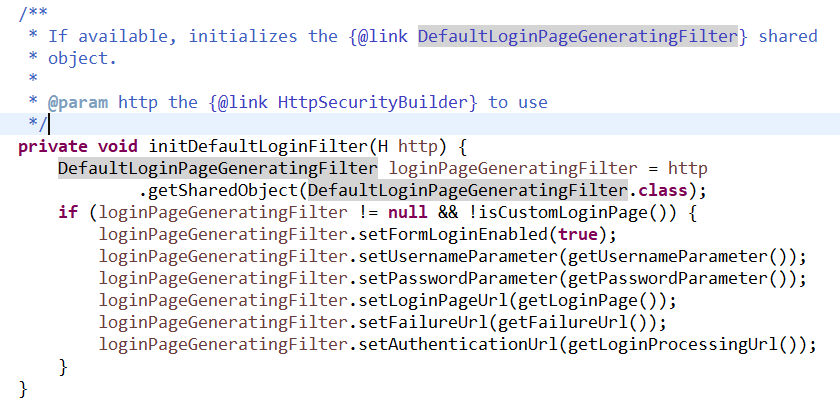 /**
 * If available, initializes the {@link DefaultLoginPageGeneratingFilter} shared
 * object.
 *
 * @param http the {@link HttpSecurityBuilder} to use
 */
private void initDefaultLoginFilter(H http) {
    DefaultLoginPageGeneratingFilter loginPageGeneratingFilter = http
            .getSharedObject(DefaultLoginPageGeneratingFilter.class);
    if (loginPageGeneratingFilter != null && !isCustomLoginPage()) {
        loginPageGeneratingFilter.setFormLoginEnabled(true);
        loginPageGeneratingFilter.setUsernameParameter(getUsernameParameter());
        loginPageGeneratingFilter.setPasswordParameter(getPasswordParameter());
        loginPageGeneratingFilter.setLoginPageUrl(getLoginPage());
        loginPageGeneratingFilter.setFailureUrl(getFailureUrl());
        loginPageGeneratingFilter.setAuthenticationUrl(getLoginProcessingUrl());
    }
}